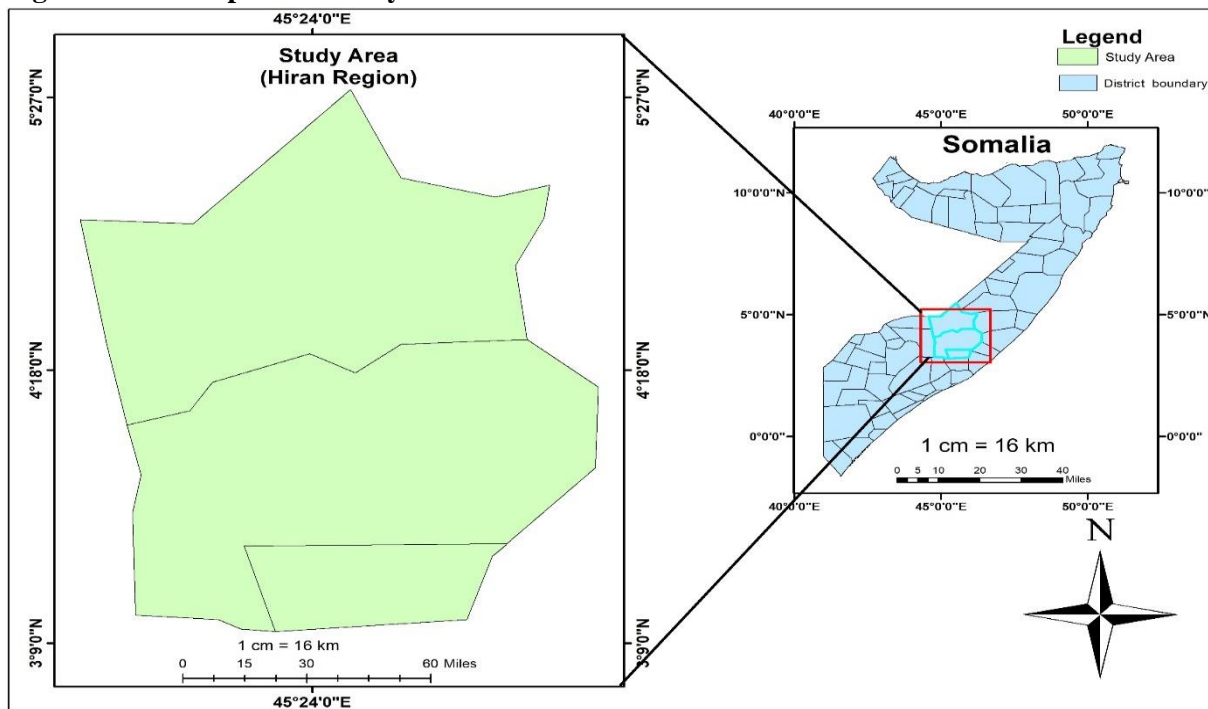 45°24'0"E
Study Area
(Hiran Region)
5°27'0"N
5°27'0"N
4°18'0"N
4°18'0"N
3°9'0"N
3°9'0"N
1 cm = 16 km
0 15 30 60 Miles
45°24'0"E
Legend
Study Area
District boundary
40°0'0"E 45°0'0"E 50°0'0"E
Somalia
10°0'0"N 10°0'0"N
5°0'0"N 5°0'0"N
0°0'0" 0°0'0"
1 cm = 16 km
0 5 10 20 30 40
Miles
40°0'0"E 45°0'0"E 50°0'0"E
N